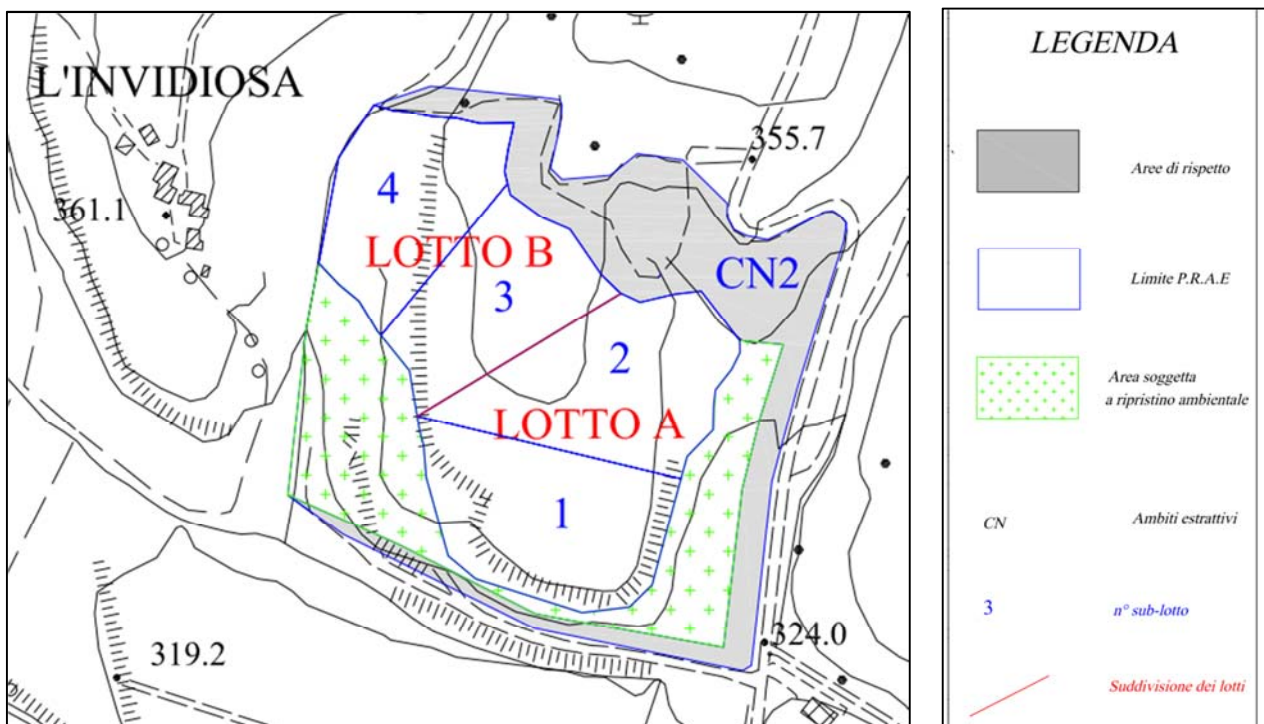 L'INVIDIOSA
355.7
4
361.1
LOTTO B
CN2
3
2
LOTTO A
1
324.0
319.2
LEGENDA
Aree di rispetto
Limite P.R.A.E
Area soggetta
a ripristino ambientale
CN
Ambiti estrattivi
3
n° sub-lotto
Suddivisione dei lotti